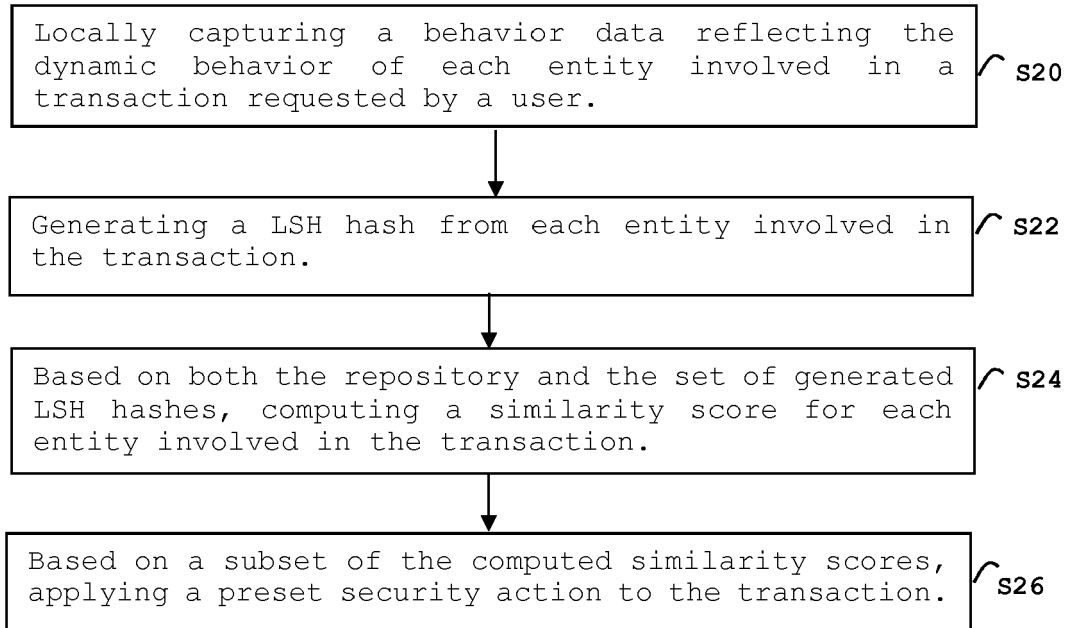 Locally capturing a behavior data reflecting the
dynamic behavior of each entity involved in a
transaction requested by a user.
S20
Generating a LSH hash from each entity involved in
the transaction.
S22
Based on both the repository and the set of generated
LSH hashes, computing a similarity score for each
entity involved in the transaction.
S24
Based on a subset of the computed similarity scores,
applying a preset security action to the transaction.
S26